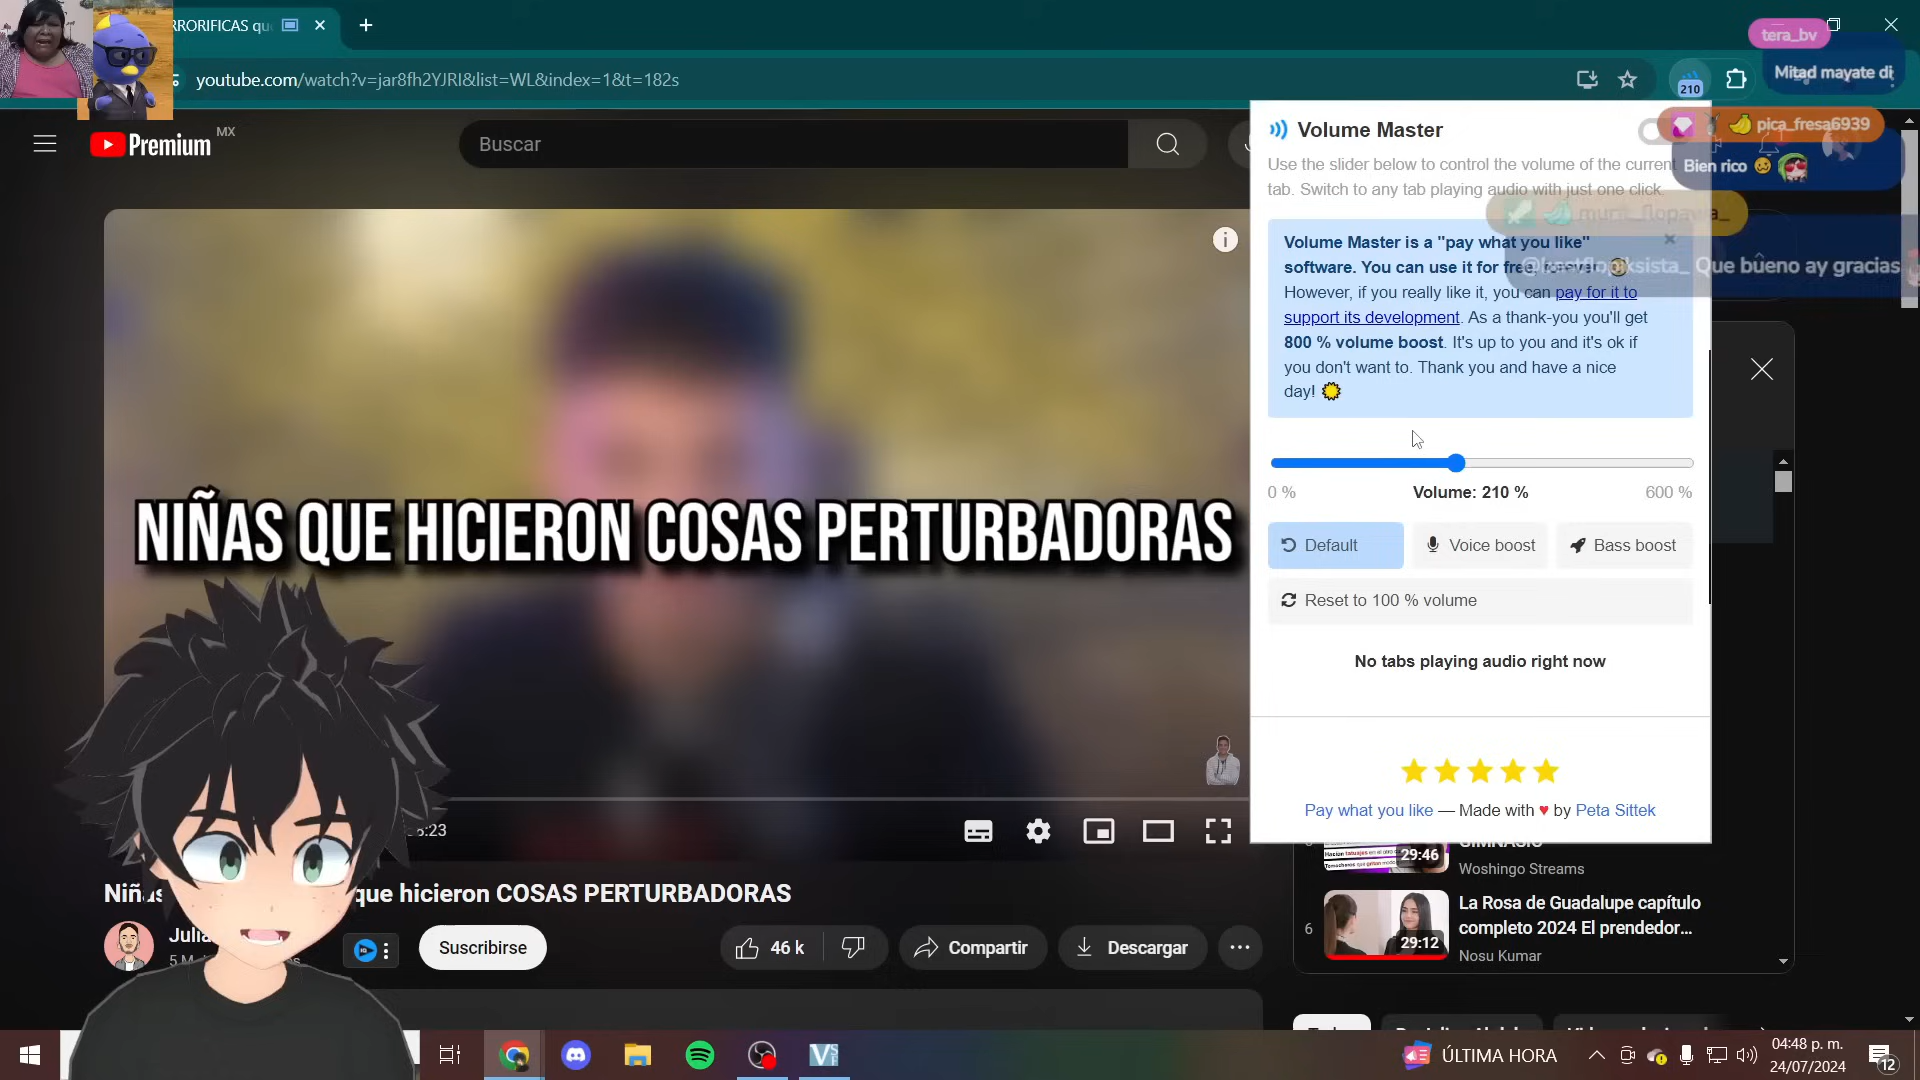 RRORIFICAS qu
tera_bv
youtube.com/watch?v=jar8fh2YJRI&list=WL&index=1&t=182s
210
Mitad mayate di
Premium MX
Buscar
Volume Master
pica_fresa6939
Use the slider below to control the volume of the current
Bien rico
tab. Switch to any tab playing audio with just one click.
Volume Master is a "pay what you like"
software. You can use it for free
Que bueno ay gracias
However, if you really like it, you can pay for it to
support its development. As a thank-you you'll get
800 % volume boost. It's up to you and it's ok if
you don't want to. Thank you and have a nice
day!
0 %
Volume: 210 %
600 %
NIÑAS QUE HICIERON COSAS PERTURBADORAS
Default
Voice boost
Bass boost
Reset to 100 % volume
No tabs playing audio right now
Pay what you like — Made with ♥ by Peta Sittek
:23
29:46
Woshingo Streams
Niñas que hicieron COSAS PERTURBADORAS
La Rosa de Guadalupe capítulo
completo 2024 El prendedor...
6
29:12
Nosu Kumar
Julia
5 M
Suscribirse
46 k
Compartir
Descargar
ÚLTIMA HORA
04:48 p. m.
24/07/2024
12